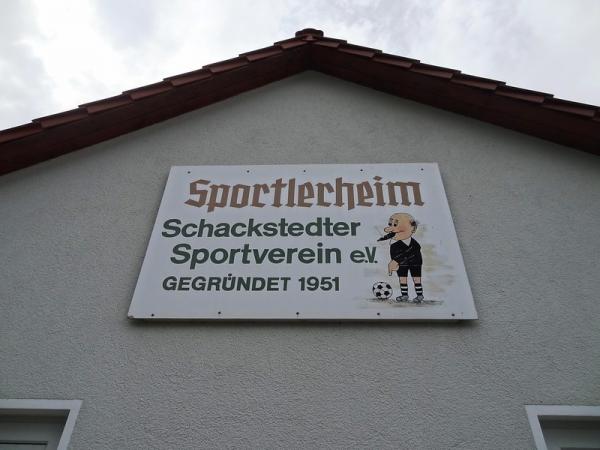 Sportlerheim
Schackstedter
Sportverein e.V.
GEGRÜNDET 1951